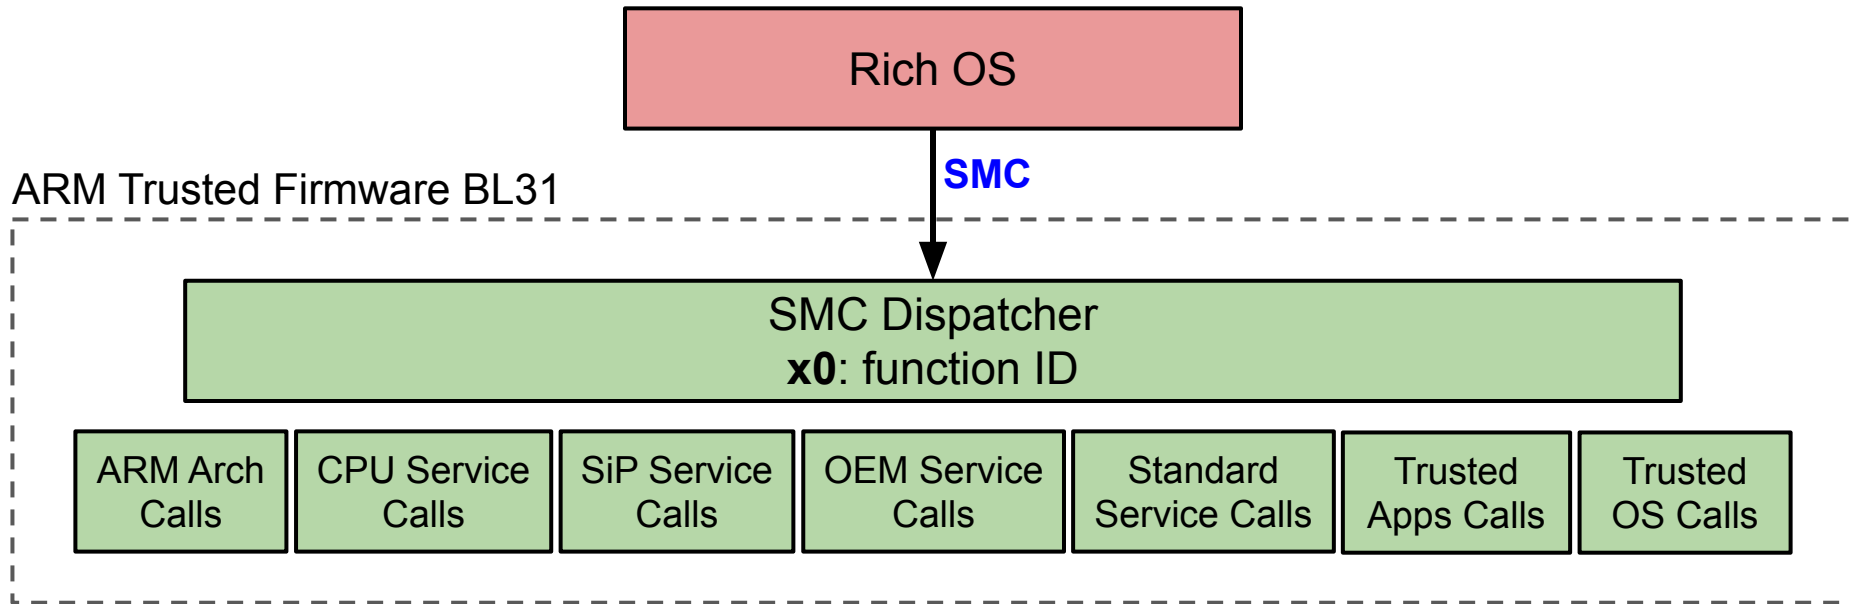 Rich OS
SMC
ARM Trusted Firmware BL31
SMC Dispatcher
x0: function ID
ARM Arch
Calls
CPU Service
Calls
SiP Service
Calls
OEM Service
Calls
Standard
Service Calls
Trusted
Apps Calls
Trusted
OS Calls